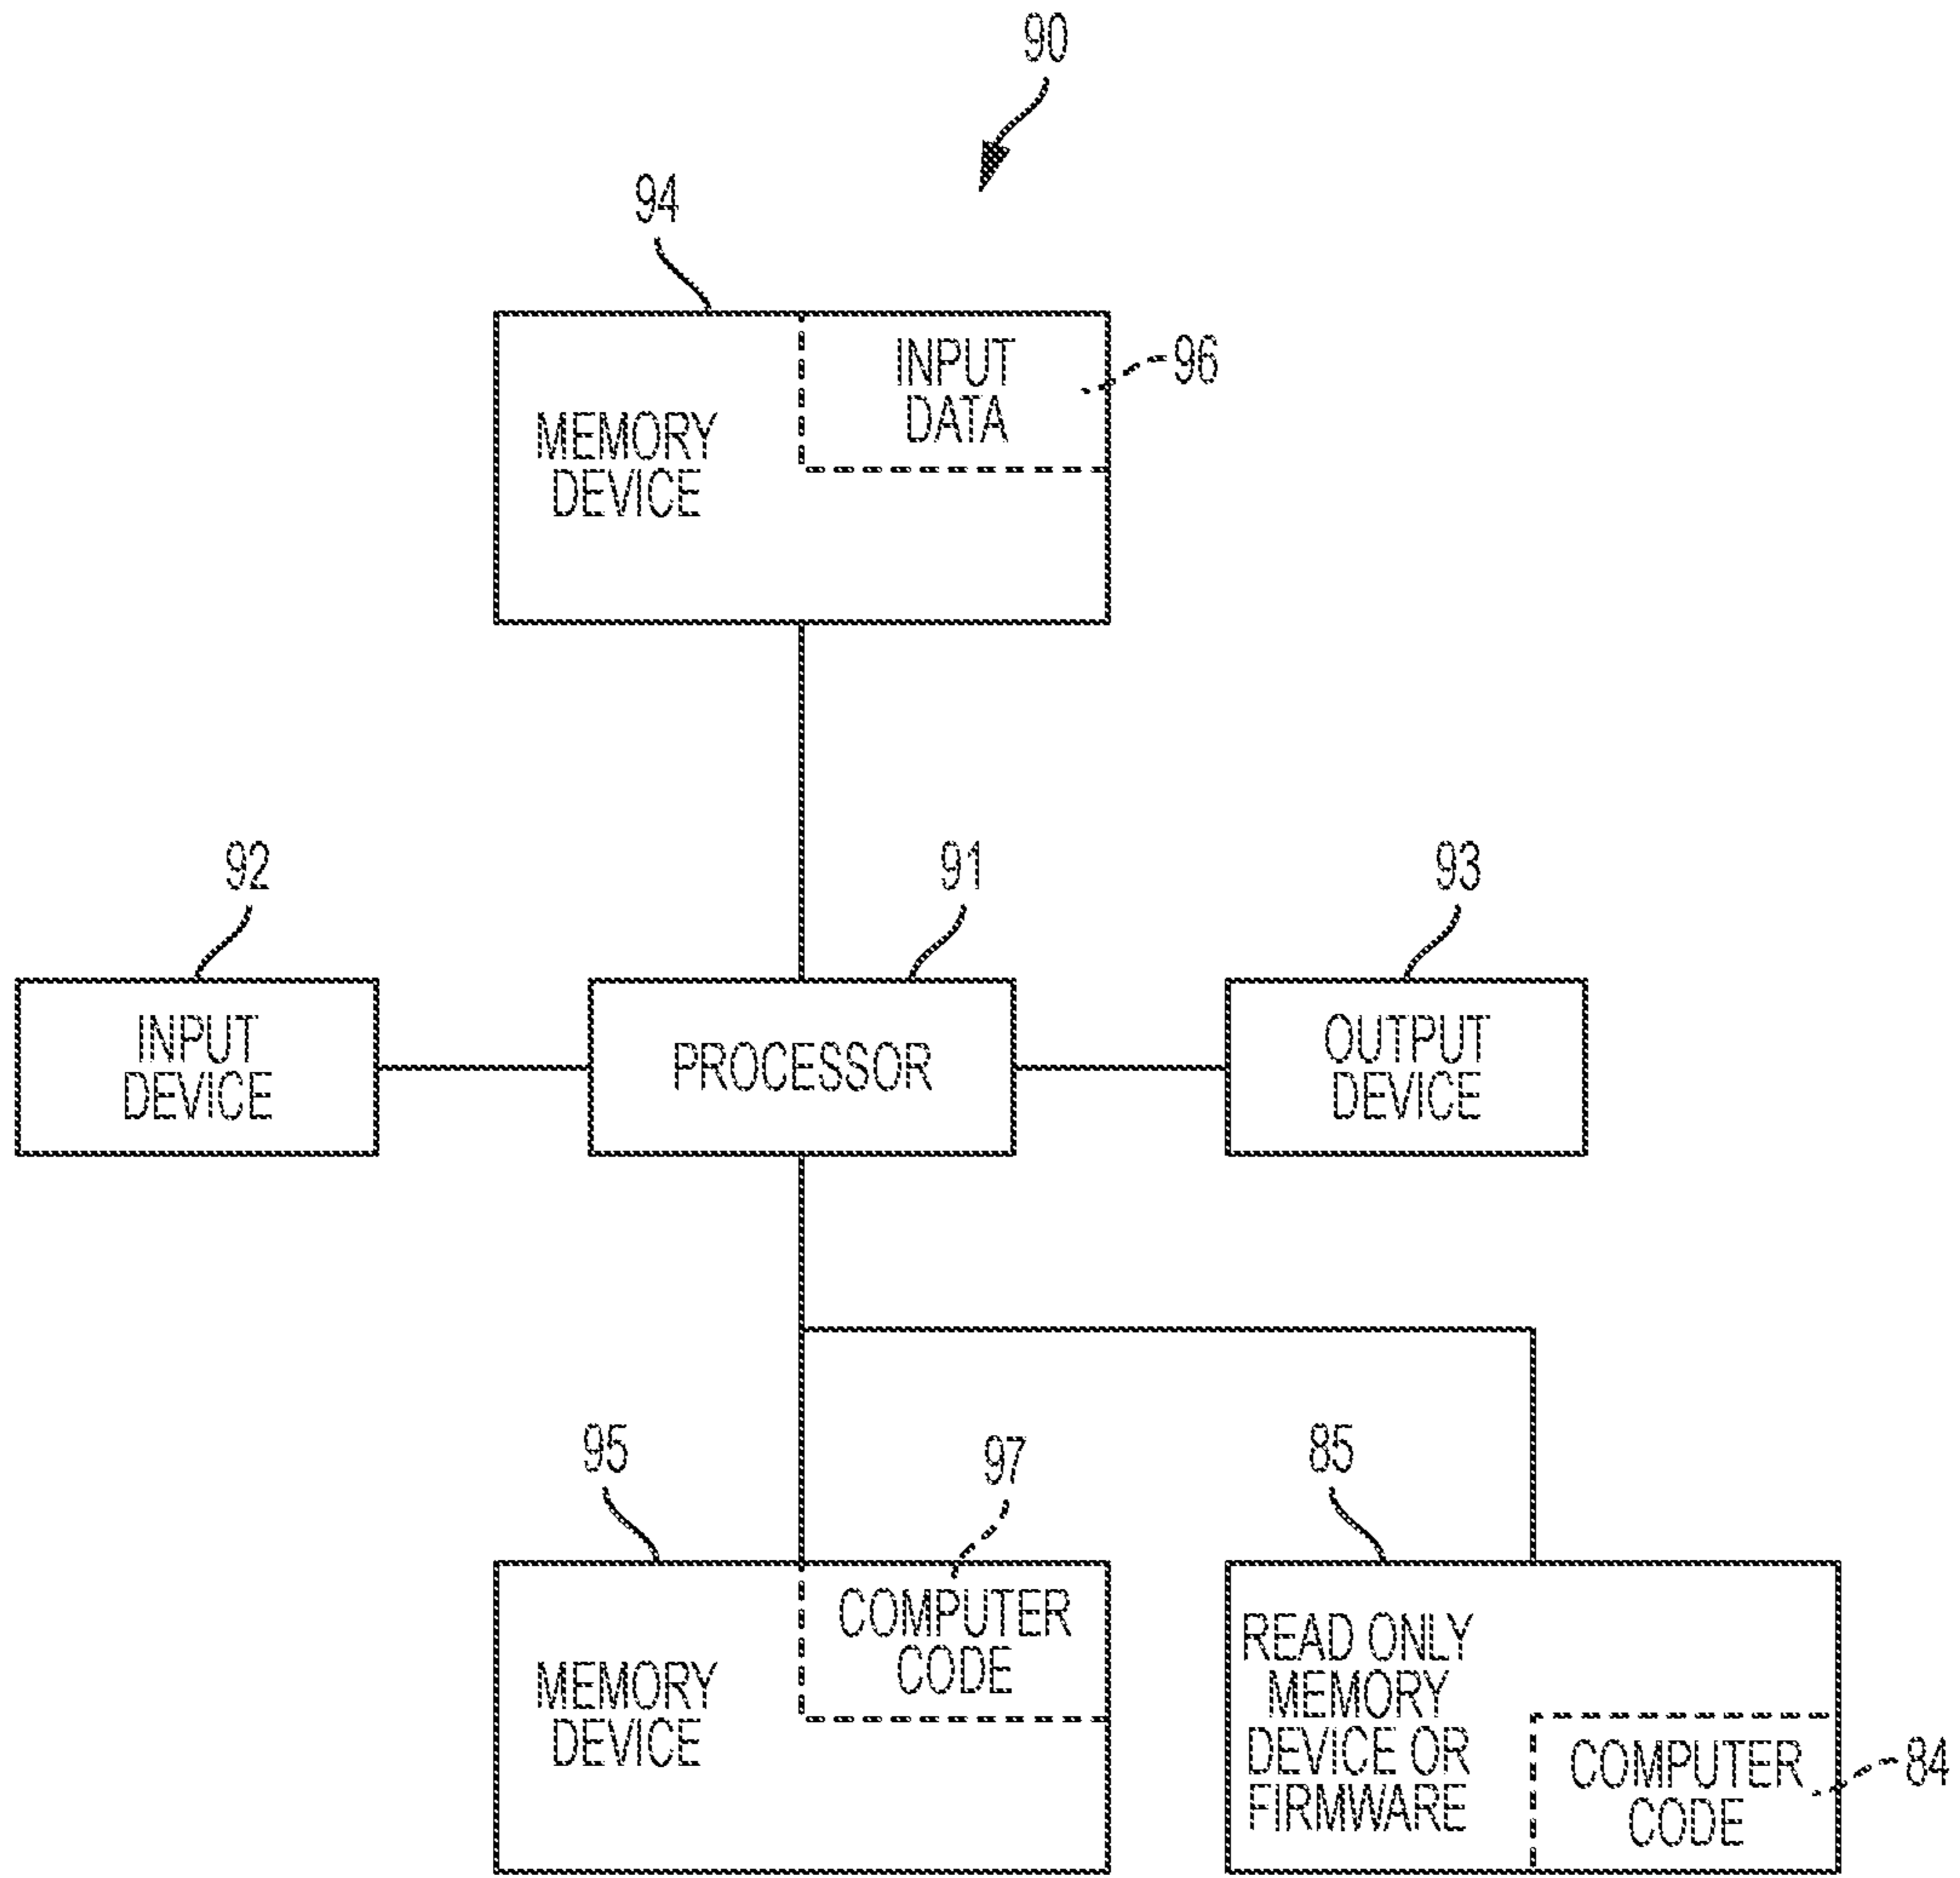 90
94
INPUT
DATA
96
MEMORY
DEVICE
92
91
93
INPUT
DEVICE
PROCESSOR
OUTPUT
DEVICE
95
97
85
COMPUTER
CODE
MEMORY
DEVICE
READ ONLY
MEMORY
DEVICE OR
FIRMWARE
COMPUTER
CODE
84